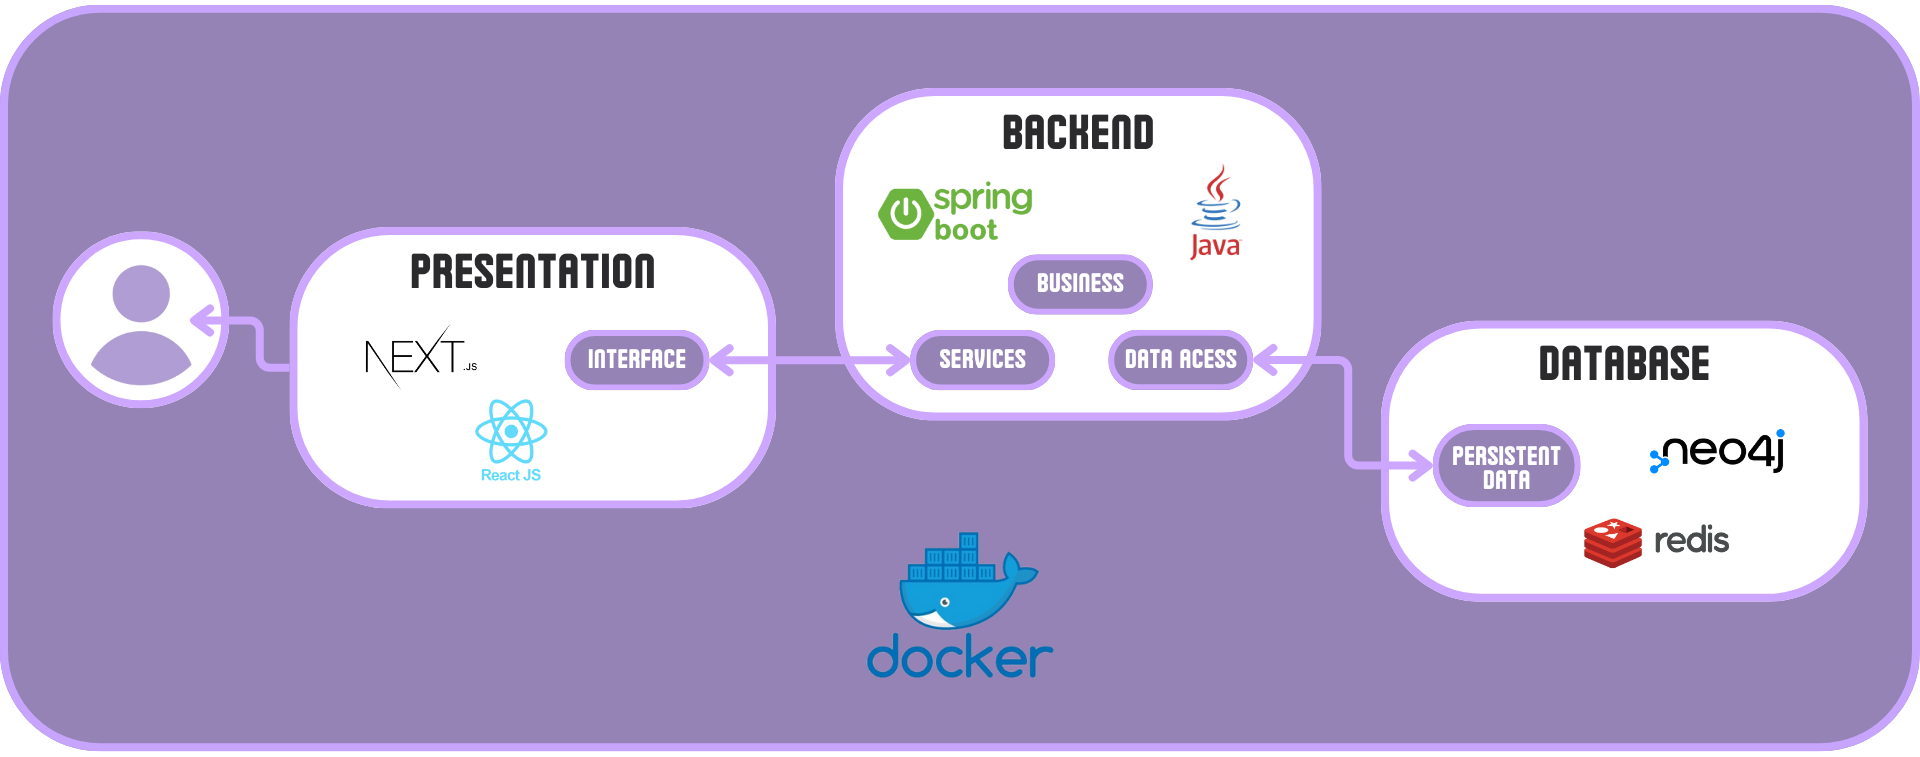 PRESENTATION
NEXT.JS
INTERFACE
React JS
BACKEND
spring
boot
Java
BUSINESS
SERVICES
DATA ACESS
DATABASE
PERSISTENT
DATA
neo4j
redis
docker